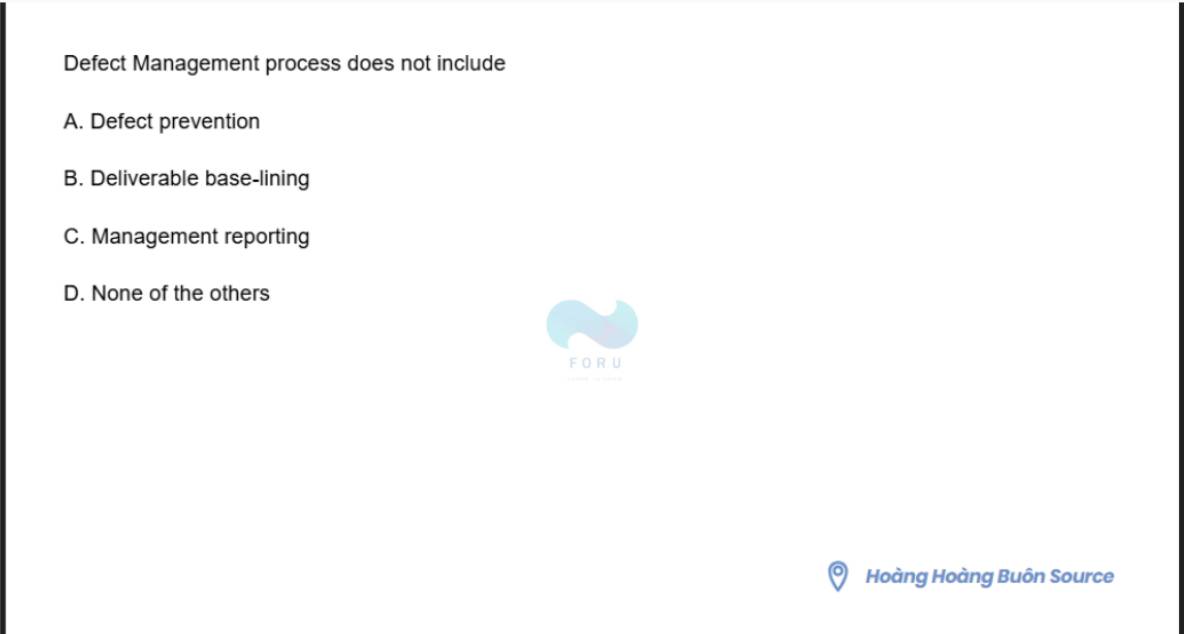 Defect Management process does not include
A. Defect prevention
B. Deliverable base-lining
C. Management reporting
D. None of the others
FORU
Hoàng Hoàng Buôn Source